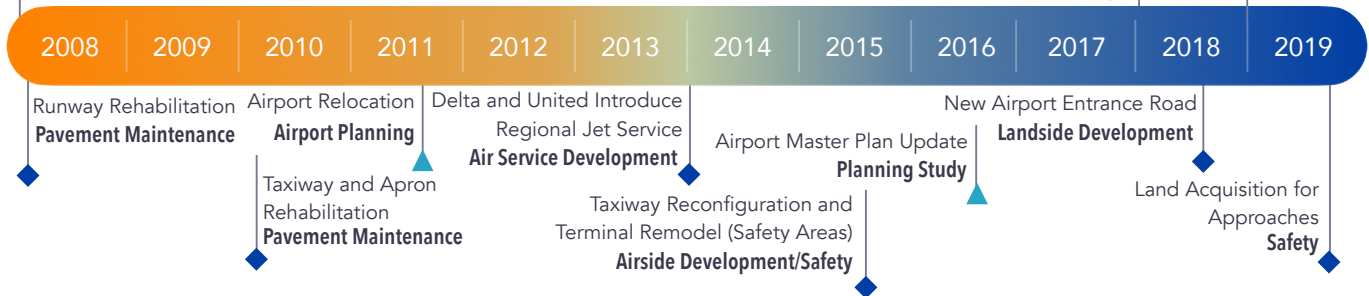 2008 2009 2010 2011 2012 2013 2014 2015 2016 2017 2018 2019
Runway Rehabilitation
Pavement Maintenance
Taxiway and Apron
Rehabilitation
Pavement Maintenance
Airport Relocation
Airport Planning
Delta and United Introduce
Regional Jet Service
Air Service Development
Taxiway Reconfiguration and
Terminal Remodel (Safety Areas)
Airside Development/Safety
Airport Master Plan Update
Planning Study
New Airport Entrance Road
Landside Development
Land Acquisition for
Approaches
Safety